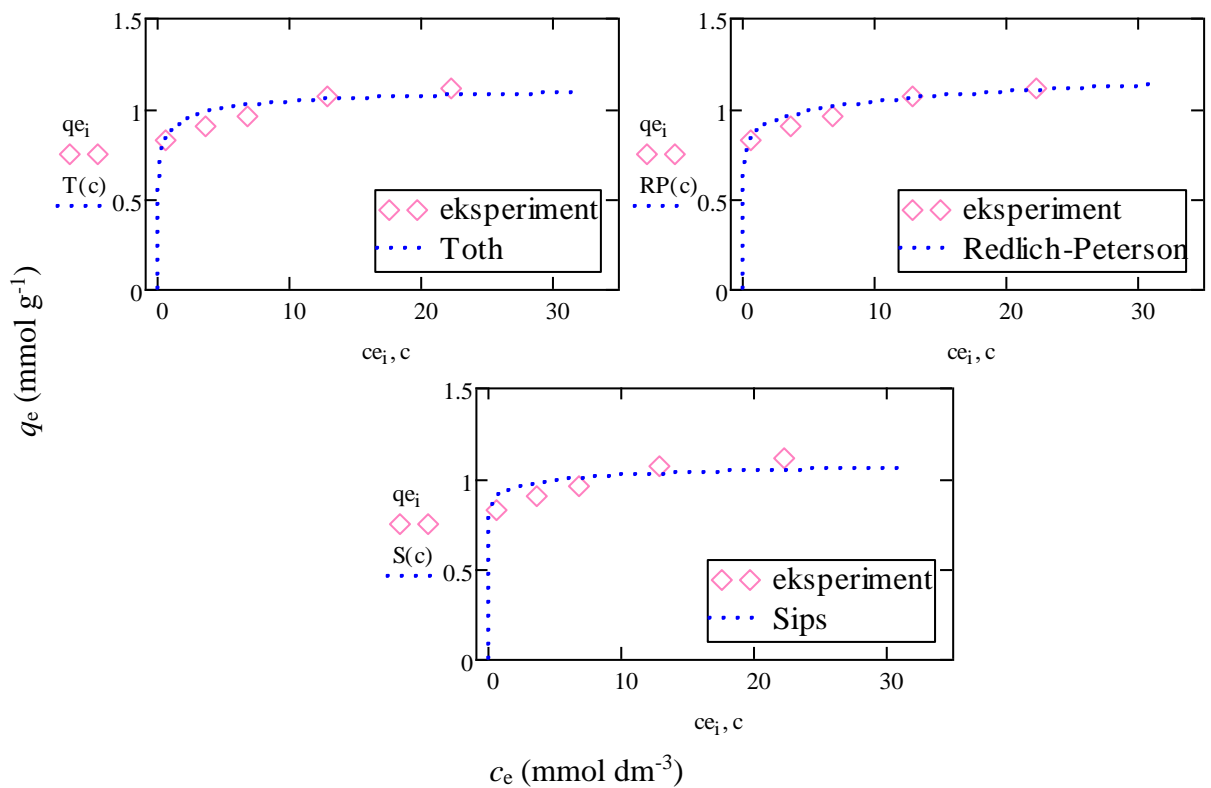 1.5
1
0.5
0
qe_i
T(c)
eksperiment
Toth
0 10 20 30
ce_i, c
1.5
1
0.5
0
qe_i
RP(c)
eksperiment
Redlich-Peterson
0 10 20 30
ce_i, c
q_e (mmol g^-1)
1.5
1
0.5
0
qe_i
S(c)
eksperiment
Sips
0 10 20 30
ce_i, c
c_e (mmol dm^-3)